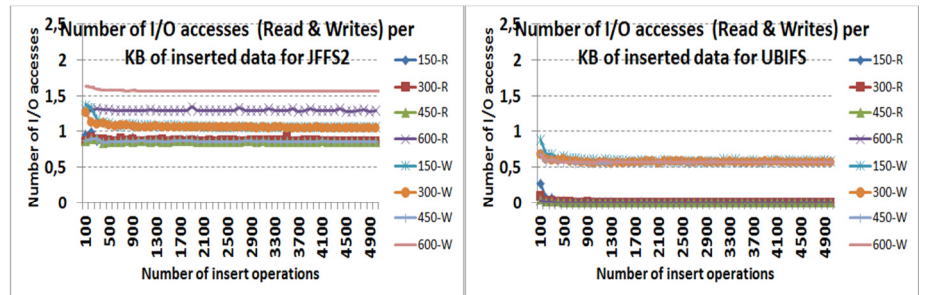 Number of I/O accesses (Read & Writes) per
KB of inserted data for JFFS2
Number of I/O accesses
2,5
2
1,5
1
0,5
0
100
500
900
1300
1700
2100
2500
2900
3300
3700
4100
4500
4900
Number of insert operations
150-R
300-R
450-R
600-R
150-W
300-W
450-W
600-W
Number of I/O accesses (Read & Writes) per
KB of inserted data for UBIFS
Number of I/O accesses
2,5
2
1,5
1
0,5
0
100
500
900
1300
1700
2100
2500
2900
3300
3700
4100
4500
4900
Number of insert operations
150-R
300-R
450-R
600-R
150-W
300-W
450-W
600-W